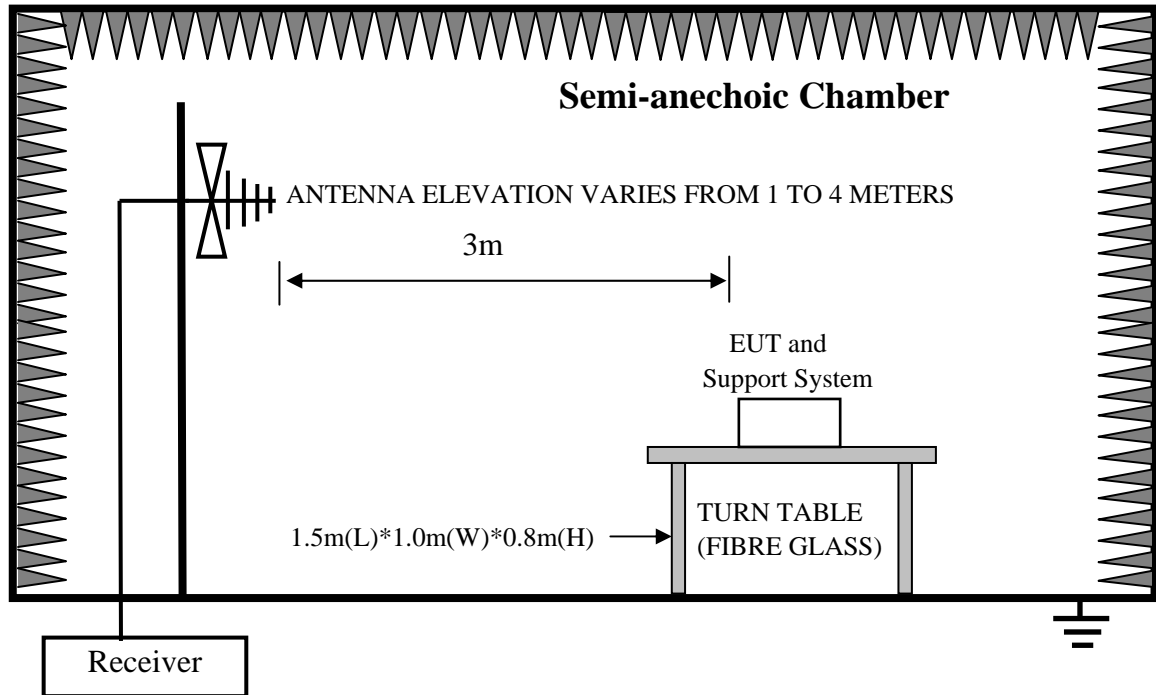 Semi-anechoic Chamber
ANTENNA ELEVATION VARIES FROM 1 TO 4 METERS
3m
EUT and
Support System
1.5m(L)*1.0m(W)*0.8m(H)
TURN TABLE
(FIBRE GLASS)
Receiver